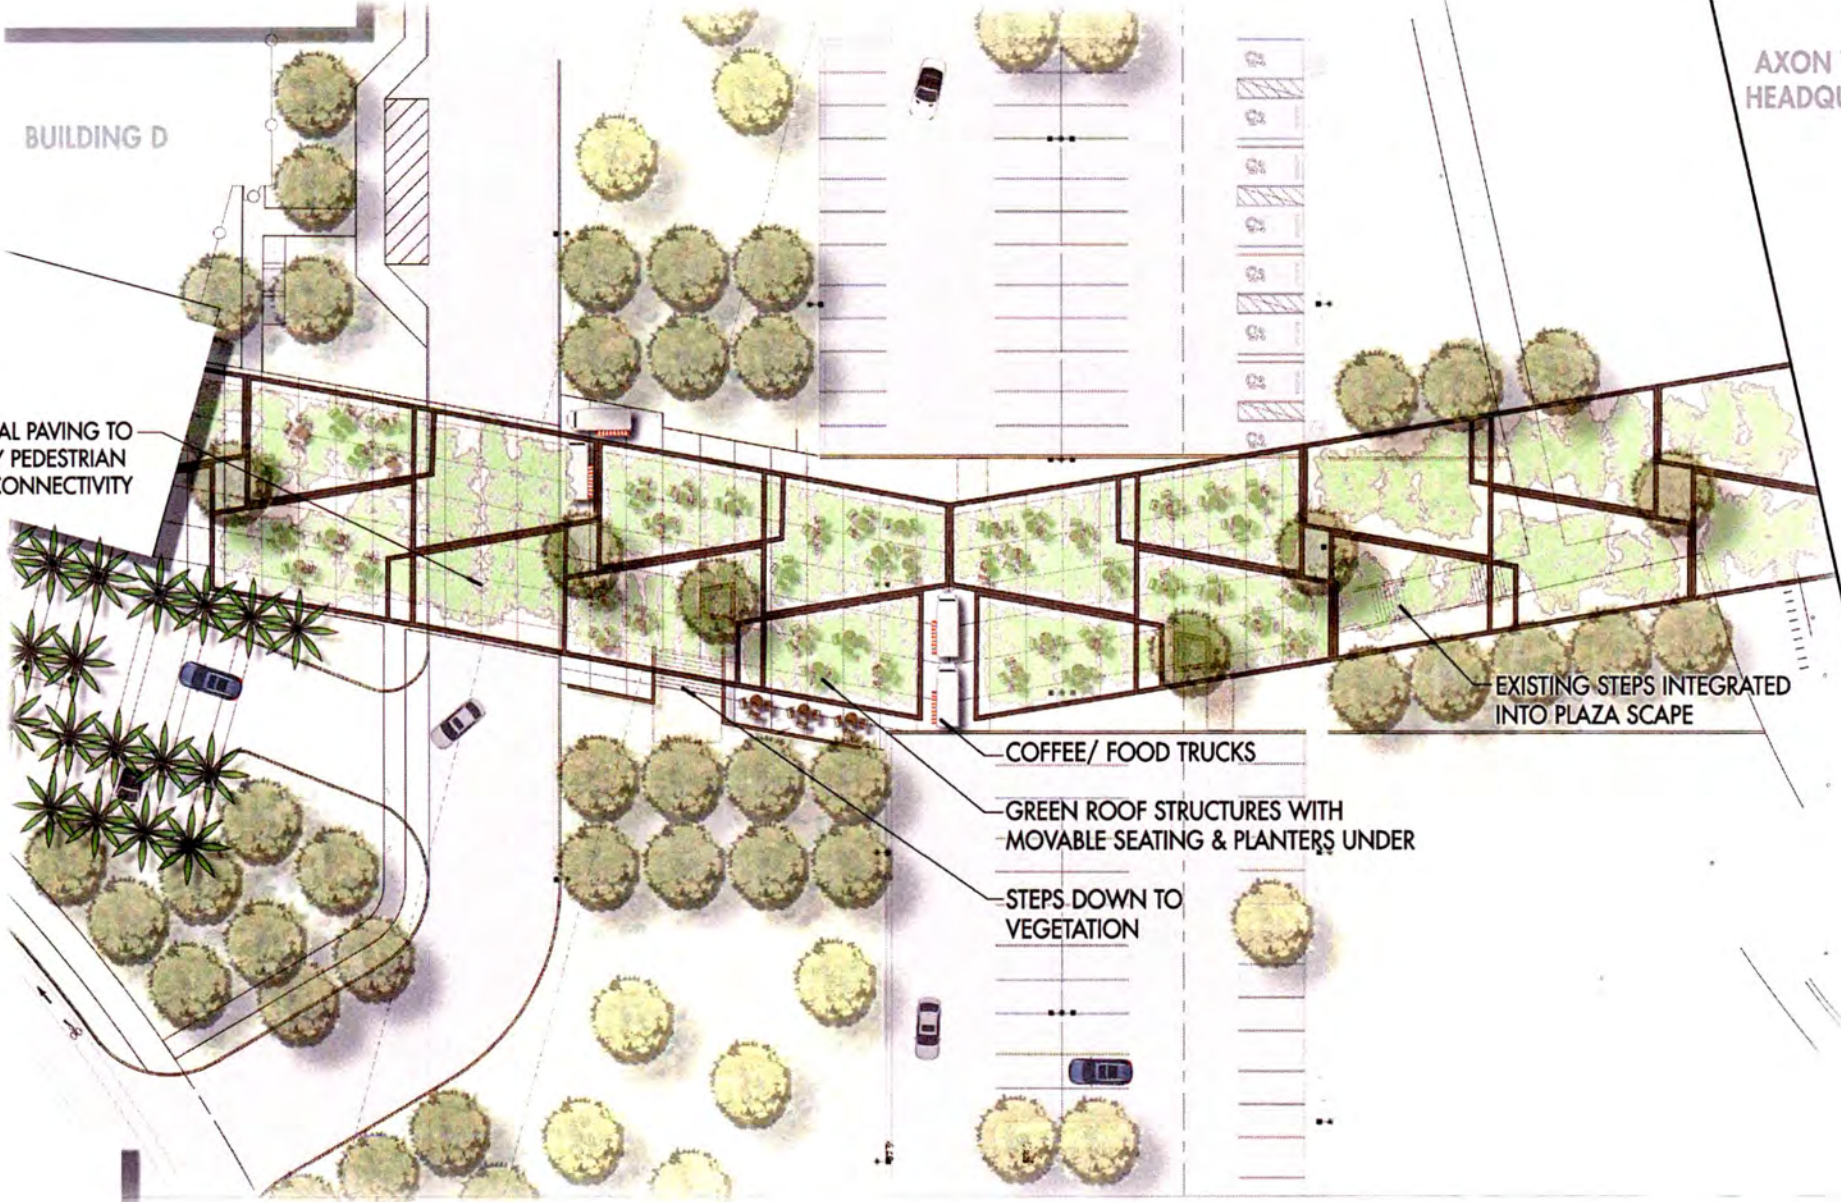 AXON
HEADQU
BUILDING D
AL PAVING TO
Y PEDESTRIAN
CONNECTIVITY
EXISTING STEPS INTEGRATED
INTO PLAZA SCAPE
COFFEE/ FOOD TRUCKS
GREEN ROOF STRUCTURES WITH
MOVABLE SEATING & PLANTERS UNDER
STEPS DOWN TO
VEGETATION